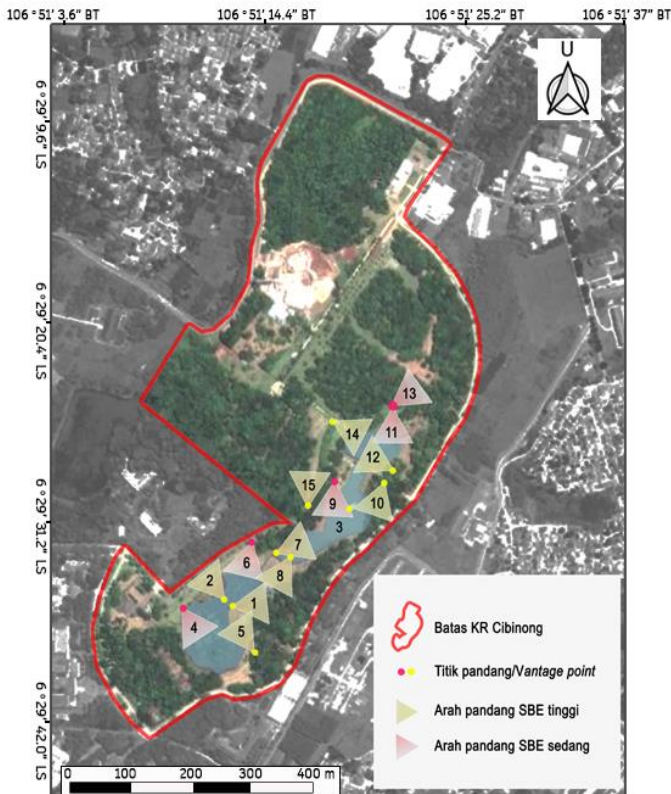 106 °51’ 3.6” BT
106 °51’14.4” BT
106 °51’25.2” BT
106 °51’ 37” BT
U
6 °29’9.6” LS
6 °29’20.4” LS
6 °29’31.2” LS
6 °29’42.0” LS
13
14
11
12
15
9
10
3
7
6
8
2
1
4
5
Batas KR Cibinong
Titik pandang/Vantage point
Arah pandang SBE tinggi
Arah pandang SBE sedang
0 100 200 300 400 m